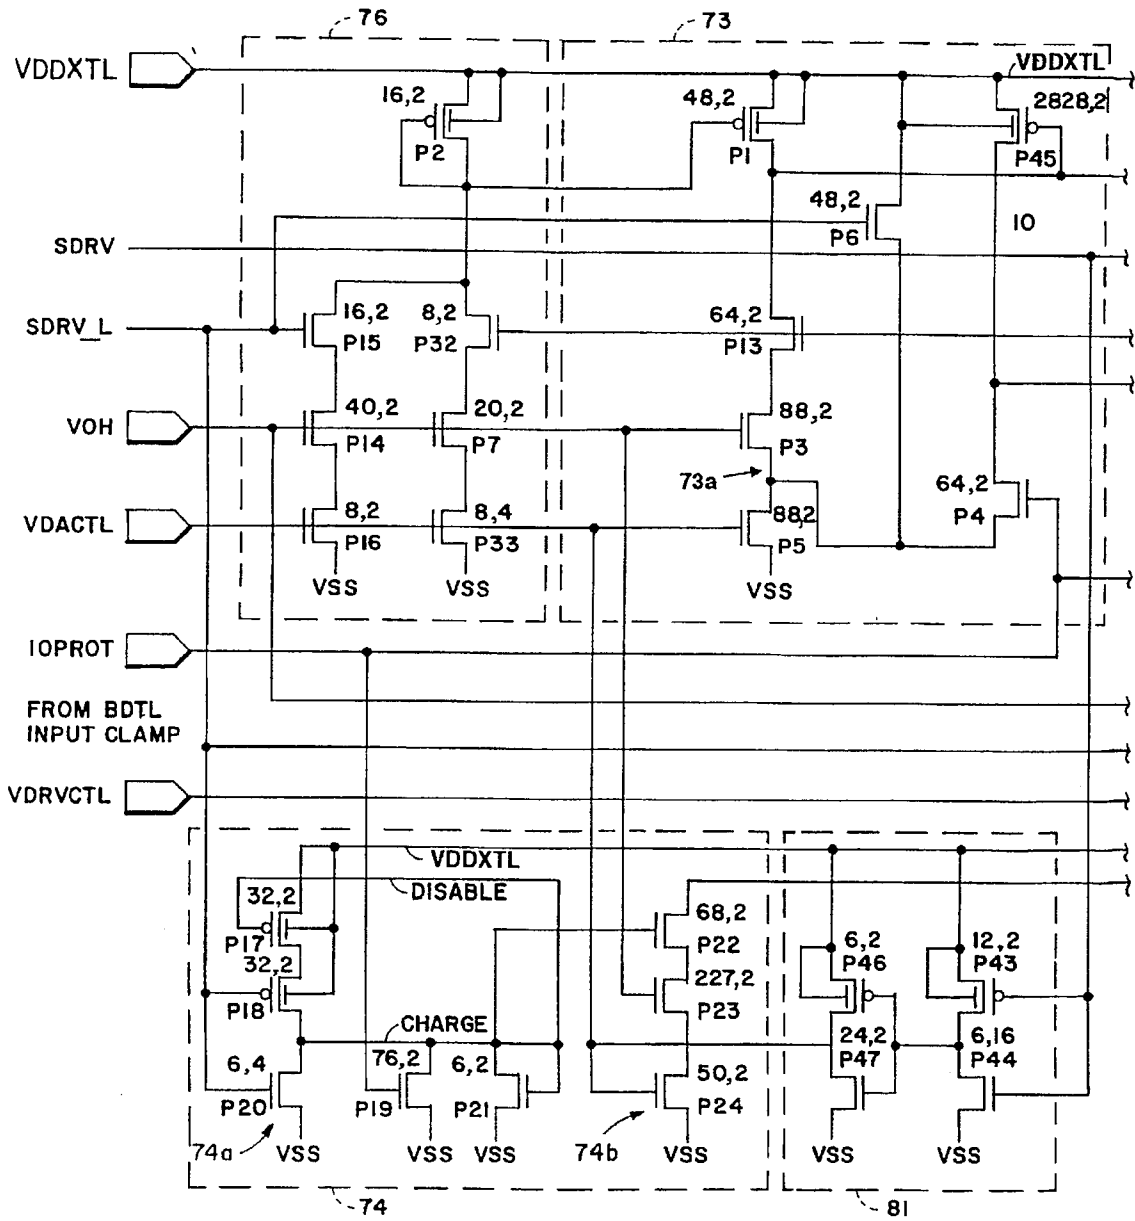 76
73
VDDXTL
VDDXTL
16,2
P2
48,2
P1
2828,2
P45
48,2
P6
10
SDRV
SDRV_L
16,2
P15
8,2
P32
64,2
P13
VOH
40,2
P14
20,2
P7
88,2
P3
73a
64,2
P4
VDACTL
8,2
P16
8,4
P33
88,2
P5
VSS
VSS
VSS
IOPROT
FROM BDTL
INPUT CLAMP
VDRVCTL
VDDXTL
DISABLE
32,2
P17
32,2
P18
68,2
P22
227,2
P23
6,2
P46
12,2
P43
CHARGE
6,4
P20
76,2
P19
6,2
P21
50,2
P24
24,2
P47
6,16
P44
74a
VSS
VSS
VSS
74b
VSS
VSS
VSS
74
81